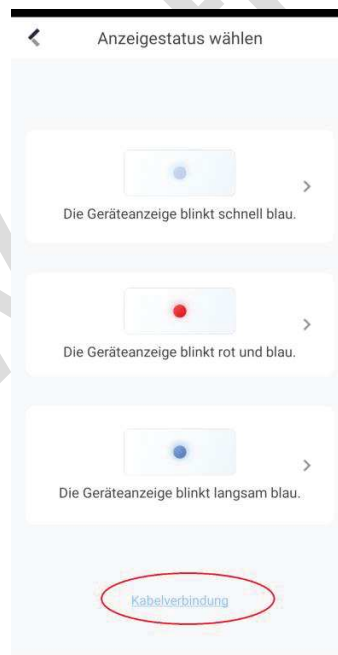 Anzeigestatus wählen
Die Geräteanzeige blinkt schnell blau.
Die Geräteanzeige blinkt rot und blau.
Die Geräteanzeige blinkt langsam blau.
Kabelverbindung